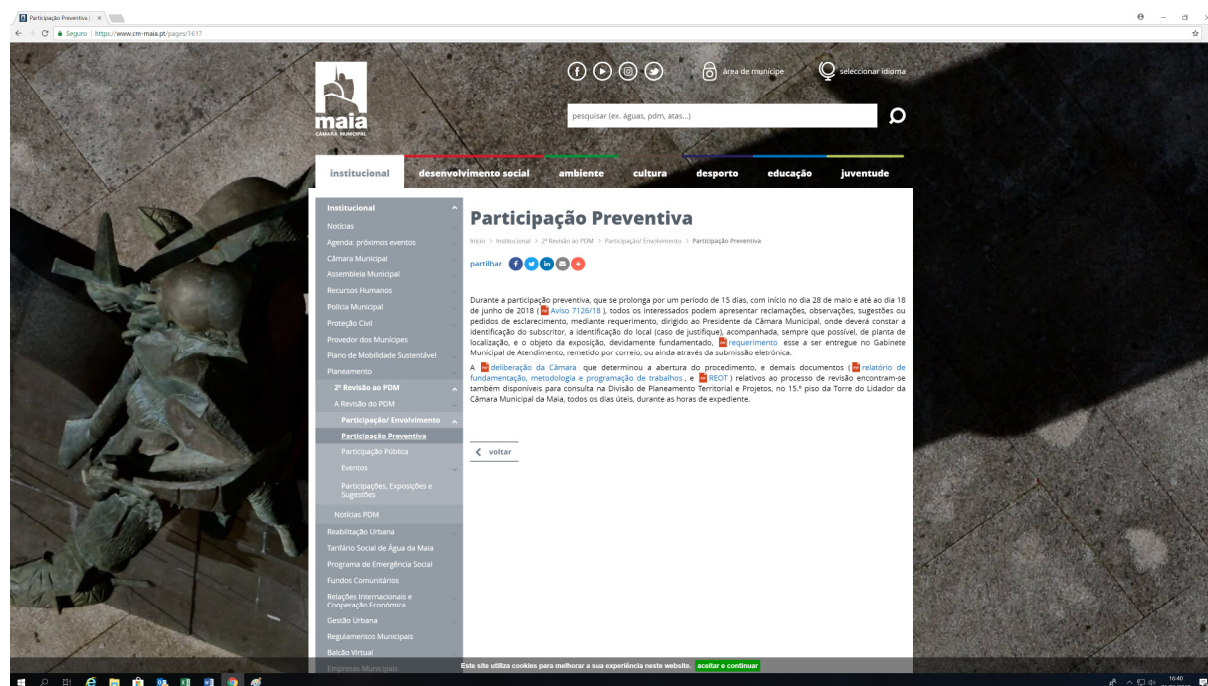 Participação Preventiva |
Seguro | https://www.cm-maia.pt/pages/1617
maia
CÂMARA MUNICIPAL
área de munícipe
seleccionar idioma
pesquisar (ex. águas, pdm, atas...)
institucional desenvolvimento social ambiente cultura desporto educação juventude
Institucional
Notícias
Agenda: próximos eventos
Câmara Municipal
Assembleia Municipal
Recursos Humanos
Polícia Municipal
Proteção Civil
Provedor dos Munícipes
Plano de Mobilidade Sustentável
Planeamento
2ª Revisão ao PDM
A Revisão do PDM
Participação/ Envolvimento
Participação Preventiva
Participação Pública
Eventos
Participações, Exposições e
Sugestões
Notícias PDM
Reabilitação Urbana
Tarifário Social de Água da Maia
Programa de Emergência Social
Fundos Comunitários
Relações Internacionais e
Cooperação Económica
Gestão Urbana
Regulamentos Municipais
Balcão Virtual
Empresas Municipais
Participação Preventiva
Início > Institucional > 2ª Revisão ao PDM > Participação/ Envolvimento > Participação Preventiva
partilhar
Durante a participação preventiva, que se prolonga por um período de 15 dias, com início no dia 28 de maio e até ao dia 18
de junho de 2018 ( Aviso 7126/18 ), todos os interessados podem apresentar reclamações, observações, sugestões ou
pedidos de esclarecimento, mediante requerimento, dirigido ao Presidente da Câmara Municipal, onde deverá constar a
identificação do subscritor, a identificação do local (caso de justifique), acompanhada, sempre que possível, de planta de
localização, e o objeto da exposição, devidamente fundamentado, requerimento esse a ser entregue no Gabinete
Municipal de Atendimento, remetido por correio, ou ainda através da submissão eletrónica.
A deliberação da Câmara que determinou a abertura do procedimento, e demais documentos ( relatório de
fundamentação, metodologia e programação de trabalhos , e REOT ) relativos ao processo de revisão encontram-se
também disponíveis para consulta na Divisão de Planeamento Territorial e Projetos, no 15.º piso da Torre do Lidador da
Câmara Municipal da Maia, todos os dias úteis, durante as horas de expediente.
voltar
Este site utiliza cookies para melhorar a sua experiência neste website. aceitar e continuar
16:40